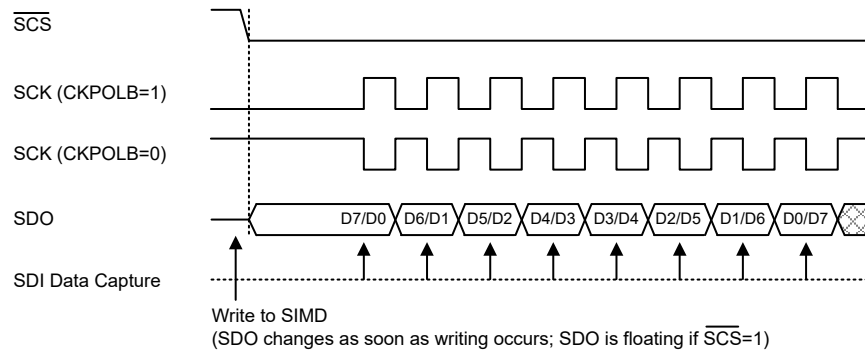 SCS
SCK (CKPOLB=1)
SCK (CKPOLB=0)
SDO D7/D0 D6/D1 D5/D2 D4/D3 D3/D4 D2/D5 D1/D6 D0/D7
SDI Data Capture
Write to SIMD
(SDO changes as soon as writing occurs; SDO is floating if SCS=1)